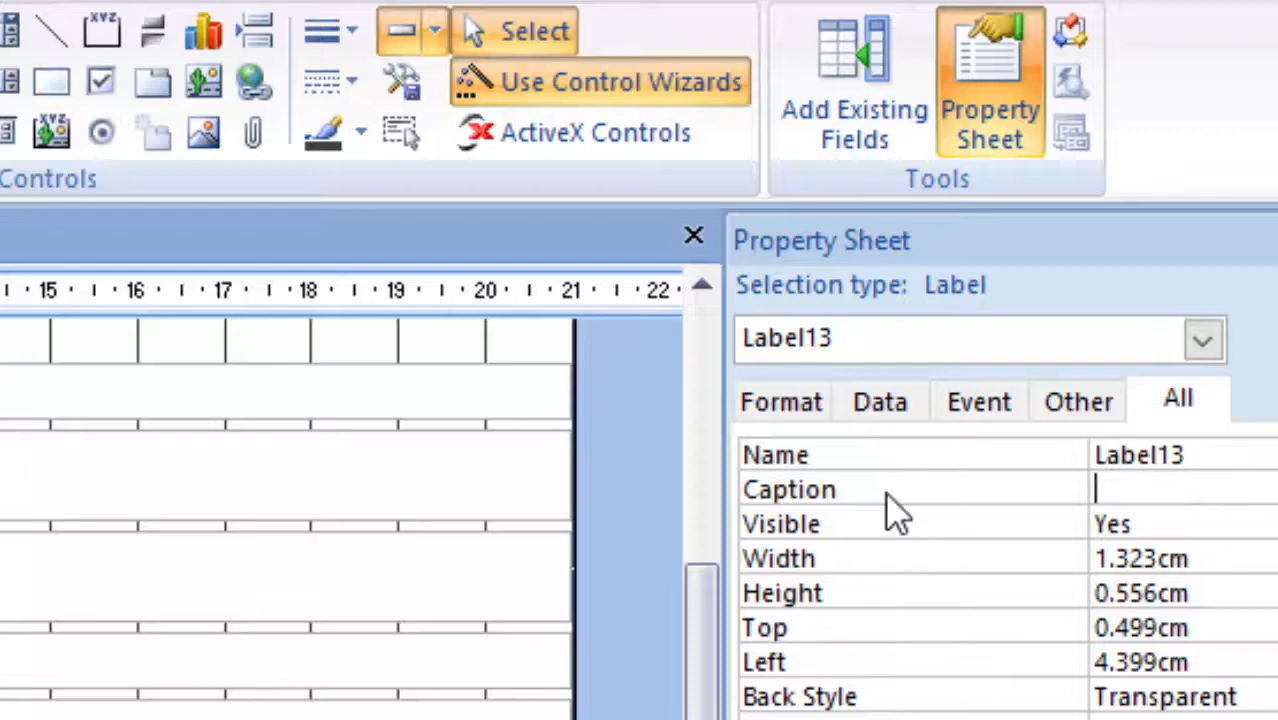 XYZ
Select
Use Control Wizards
XYZ
ActiveX Controls
Add Existing Fields
Property Sheet
Controls
Tools
Property Sheet
15 16 17 18 19 20 21 22
Selection type: Label
Label13
Format Data Event Other All
Name Label13
Caption
Visible Yes
Width 1.323cm
Height 0.556cm
Top 0.499cm
Left 4.399cm
Back Style Transparent